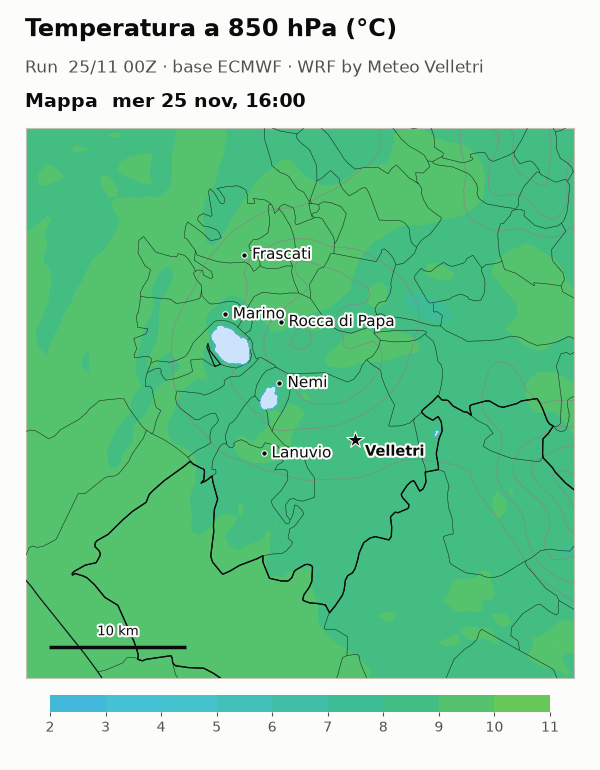 Temperatura a 850 hPa (°C)
Run  25/11 00Z · base ECMWF · WRF by Meteo Velletri
Mappa  mer 25 nov, 16:00
Frascati
Marino
Rocca di Papa
Nemi
Velletri
Lanuvio
10 km
2 3 4 5 6 7 8 9 10 11